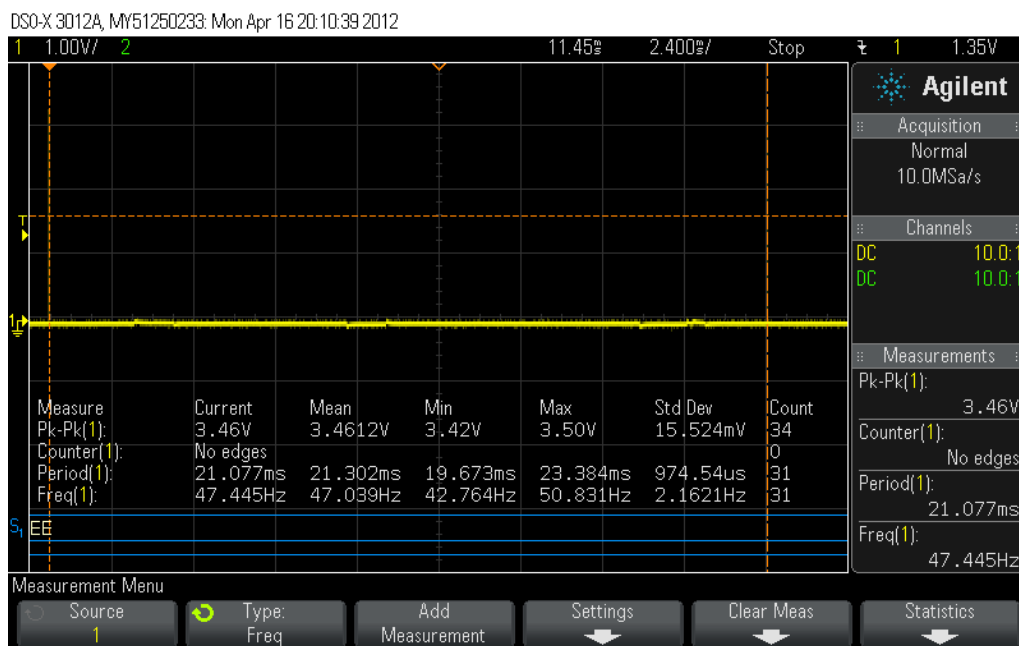 DSO-X 3012A, MY51250233: Mon Apr 16 20:10:39 2012
1 1.00V/ 2 11.45s 2.400s/ Stop 1 1.35V
Agilent
Acquisition
Normal
10.0MSa/s
T
Channels
DC 10.0:1
DC 10.0:1
1
Measurements
Pk-Pk(1):
3.46V
Counter(1):
No edges
Period(1):
21.077ms
Freq(1):
47.445Hz
Measure Current Mean Min Max Std Dev Count
Pk-Pk(1): 3.46V 3.4612V 3.42V 3.50V 15.524mV 34
Counter(1): No edges 0
Period(1): 21.077ms 21.302ms 19.673ms 23.384ms 974.54us 31
Freq(1): 47.445Hz 47.039Hz 42.764Hz 50.831Hz 2.1621Hz 31
S1 EE
Measurement Menu
Source Type: Add Settings Clear Meas Statistics
1 Freq Measurement